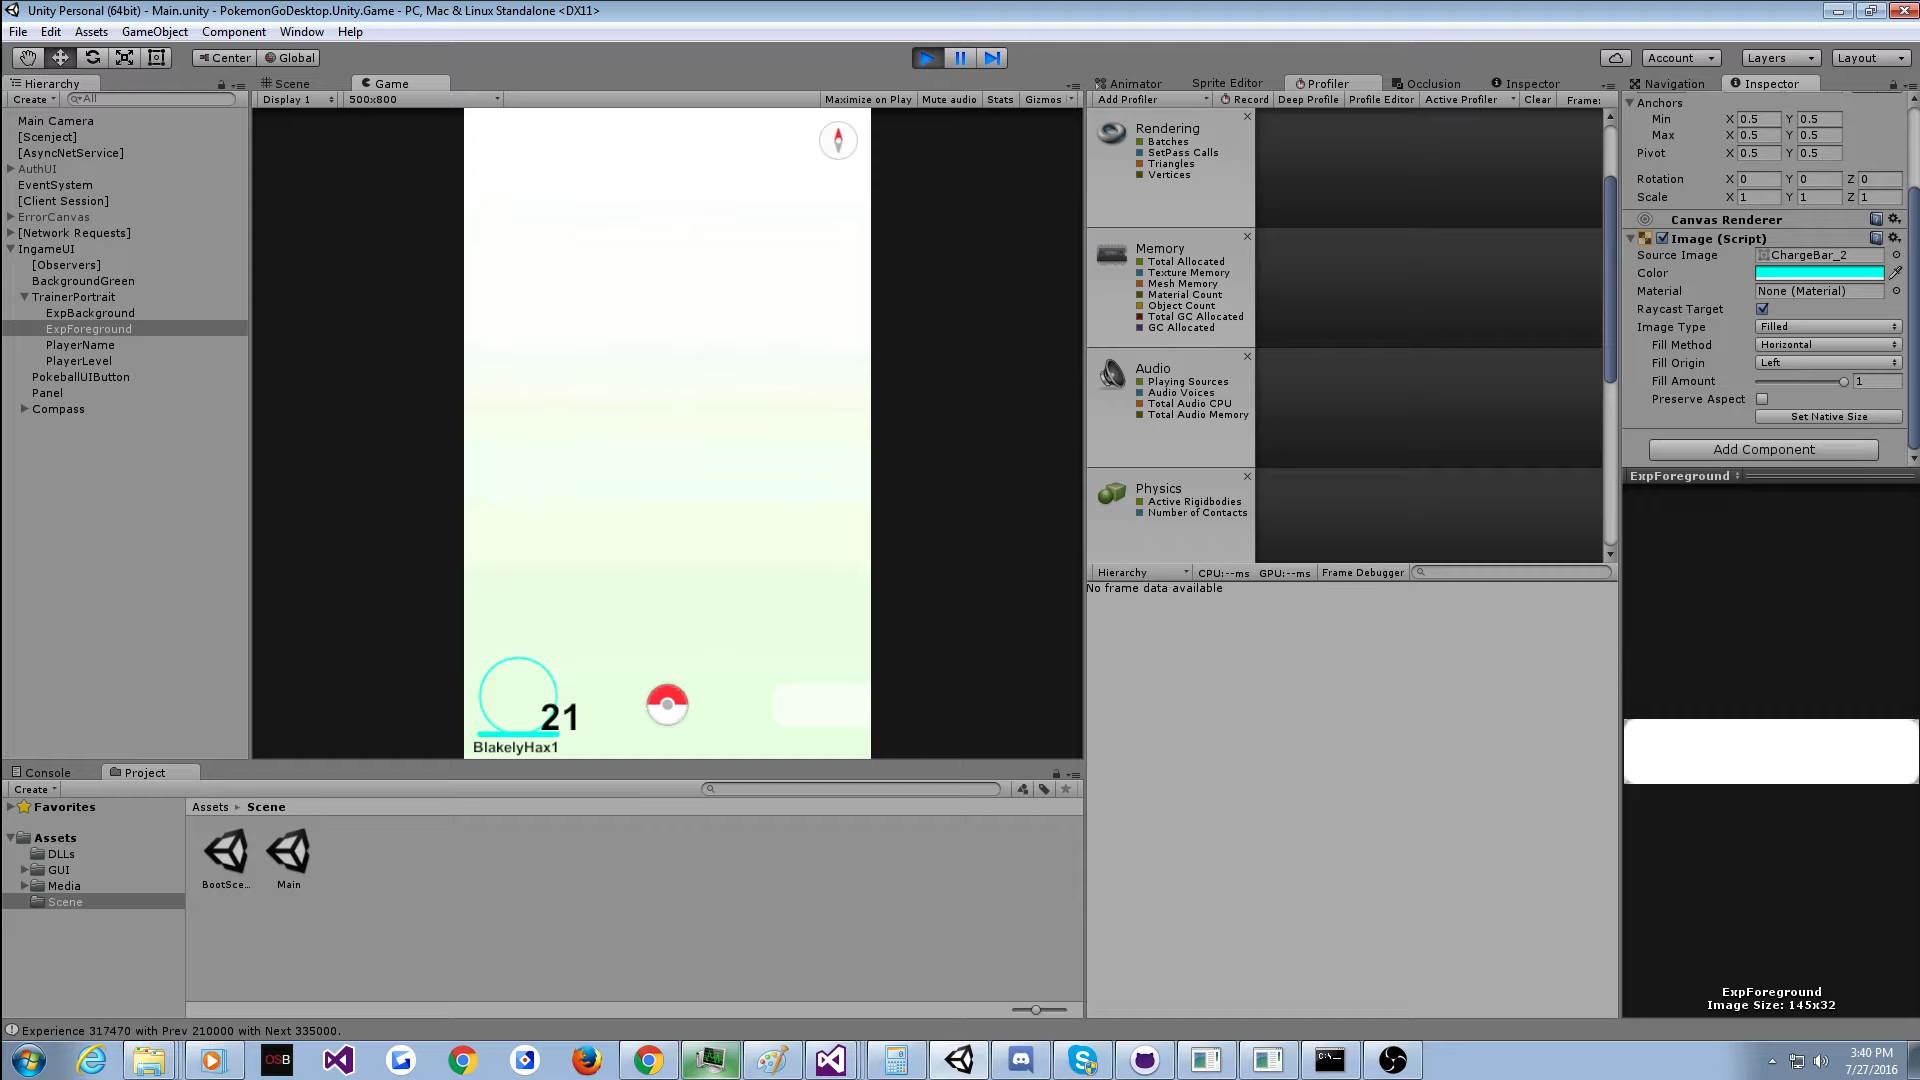 Unity Personal (64bit) - Main.unity - PokemonGoDesktop.Unity.Game - PC, Mac & Linux Standalone <DX11>
File Edit Assets GameObject Component Window Help
Center Global Account Layers Layout
Hierarchy Scene Game Animator Sprite Editor Profiler Occlusion Inspector Navigation Inspector
Create All Display 1 500x800 Maximize on Play Mute audio Stats Gizmos Add Profiler Record Deep Profile Profile Editor Active Profiler Clear Frame:
Main Camera
[Scenject]
[AsyncNetService]
AuthUI
EventSystem
[Client Session]
ErrorCanvas
[Network Requests]
IngameUI
[Observers]
BackgroundGreen
TrainerPortrait
ExpBackground
ExpForeground
PlayerName
PlayerLevel
PokeballUIButton
Panel
Compass
21
BlakelyHax1
Rendering
Batches
SetPass Calls
Triangles
Vertices
Memory
Total Allocated
Texture Memory
Mesh Memory
Material Count
Object Count
Total GC Allocated
GC Allocated
Audio
Playing Sources
Audio Voices
Total Audio CPU
Total Audio Memory
Physics
Active Rigidbodies
Number of Contacts
Hierarchy CPU:--ms GPU:--ms Frame Debugger
No frame data available
Anchors
Min X 0.5 Y 0.5
Max X 0.5 Y 0.5
Pivot X 0.5 Y 0.5
Rotation X 0 Y 0 Z 0
Scale X 1 Y 1 Z 1
Canvas Renderer
Image (Script)
Source Image ChargeBar_2
Color
Material None (Material)
Raycast Target
Image Type Filled
Fill Method Horizontal
Fill Origin Left
Fill Amount 1
Preserve Aspect
Set Native Size
Add Component
ExpForeground
ExpForeground
Image Size: 145x32
Console Project
Create
Favorites
Assets
DLLs
GUI
Media
Scene
Assets Scene
BootSce...
Main
Experience 317470 with Prev 210000 with Next 335000.
OSB
3:40 PM
7/27/2016